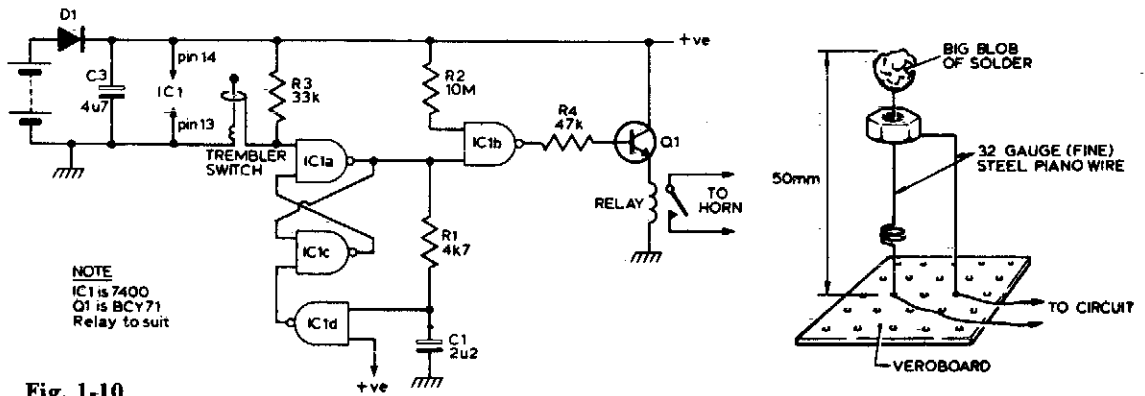 D1
+ve
C3
4u7
pin 14
IC1
pin 13
R3
33k
TREMBLER
SWITCH
IC1a
R2
10M
IC1b
R4
47k
Q1
RELAY
TO
HORN
IC1c
R1
4k7
IC1d
C1
2u2
+ve
NOTE
IC1 is 7400
Q1 is BCY71
Relay to suit
Fig. 1-10
BIG BLOB
OF SOLDER
50mm
32 GAUGE (FINE)
STEEL PIANO WIRE
TO CIRCUIT
VEROBOARD